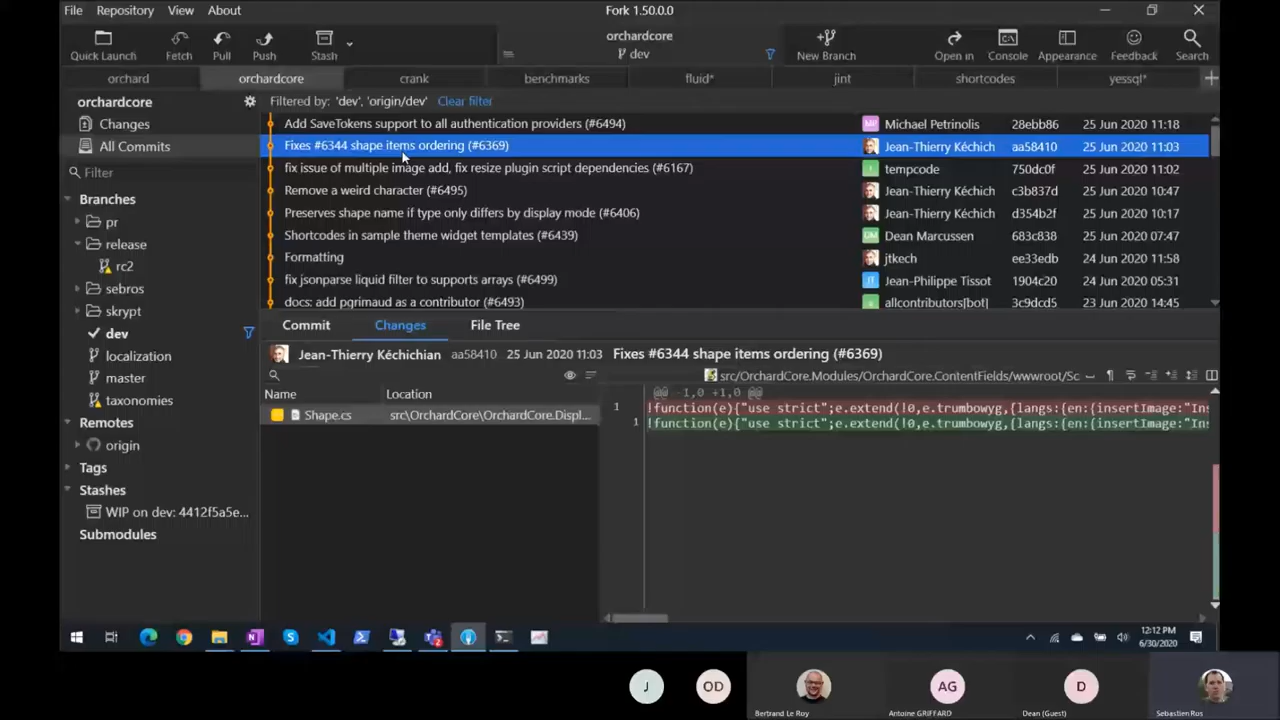 File Repository View About
Fork 1.50.0.0
Quick Launch
Fetch
Pull
Push
Stash
orchardcore
dev
New Branch
Open in
Console
Appearance
Feedback
Search
orchard
orchardcore
crank
benchmarks
fluid*
jint
shortcodes
yessql*
orchardcore
Changes
All Commits
Filter
Branches
pr
release
rc2
sebros
skrypt
dev
localization
master
taxonomies
Remotes
origin
Tags
Stashes
WIP on dev: 4412f5a5e...
Submodules
Filtered by: 'dev', 'origin/dev' Clear filter
Add SaveTokens support to all authentication providers (#6494) MP Michael Petrinolis 28ebb86 25 Jun 2020 11:18
Fixes #6344 shape items ordering (#6369) Jean-Thierry Kéchich aa58410 25 Jun 2020 11:03
fix issue of multiple image add, fix resize plugin script dependencies (#6167) tempcode 750dc0f 25 Jun 2020 11:02
Remove a weird character (#6495) Jean-Thierry Kéchich c3b837d 25 Jun 2020 10:47
Preserves shape name if type only differs by display mode (#6406) Jean-Thierry Kéchich d354b2f 25 Jun 2020 10:17
Shortcodes in sample theme widget templates (#6439) DM Dean Marcussen 683c838 25 Jun 2020 07:47
Formatting jtkech ee33edb 24 Jun 2020 11:58
fix jsonparse liquid filter to supports arrays (#6499) JT Jean-Philippe Tissot 1904c20 24 Jun 2020 05:31
docs: add pgrimaud as a contributor (#6493) allcontributors[bot] 3c9dcd5 23 Jun 2020 14:45
Commit
Changes
File Tree
Jean-Thierry Kéchichian aa58410 25 Jun 2020 11:03 Fixes #6344 shape items ordering (#6369)
src/OrchardCore.Modules/OrchardCore.ContentFields/wwwroot/Sc
Name Location
Shape.cs src\OrchardCore\OrchardCore.Displ...
@@ -1,0 +1,0 @@
1 !function(e){"use strict";e.extend(!0,e.trumbowyg,{langs:{en:{insertImage:"Ins
1 !function(e){"use strict";e.extend(!0,e.trumbowyg,{langs:{en:{insertImage:"Ins
12:12 PM
6/30/2020
J
OD
AG
D
Bertrand Le Roy
Antoine GRIFFARD
Dean (Guest)
Sebastien Ros